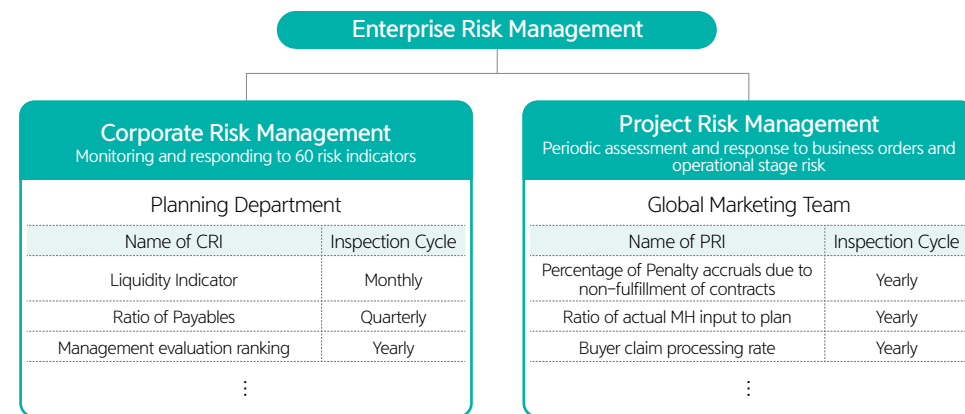 Enterprise Risk Management
Corporate Risk Management
Monitoring and responding to 60 risk indicators
Planning Department
Name of CRI Inspection Cycle
Liquidity Indicator Monthly
Ratio of Payables Quarterly
Management evaluation ranking Yearly
⋮
Project Risk Management
Periodic assessment and response to business orders and
operational stage risk
Global Marketing Team
Name of PRI Inspection Cycle
Percentage of Penalty accruals due to
non-fulfillment of contracts Yearly
Ratio of actual MH input to plan Yearly
Buyer claim processing rate Yearly
⋮